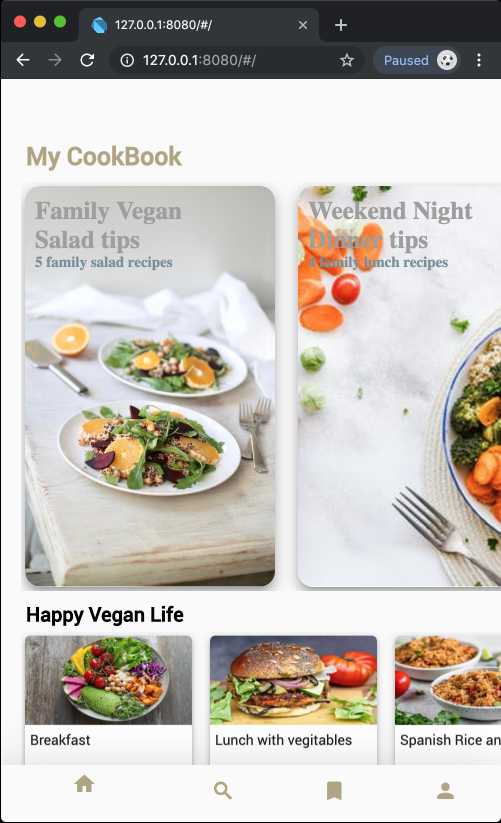 127.0.0.1:8080/#/
127.0.0.1:8080/#/
Paused
My CookBook
Family Vegan
Salad tips
5 family salad recipes
Weekend Night
Dinner tips
family lunch recipes
Happy Vegan Life
Breakfast
Lunch with vegitables
Spanish Rice an